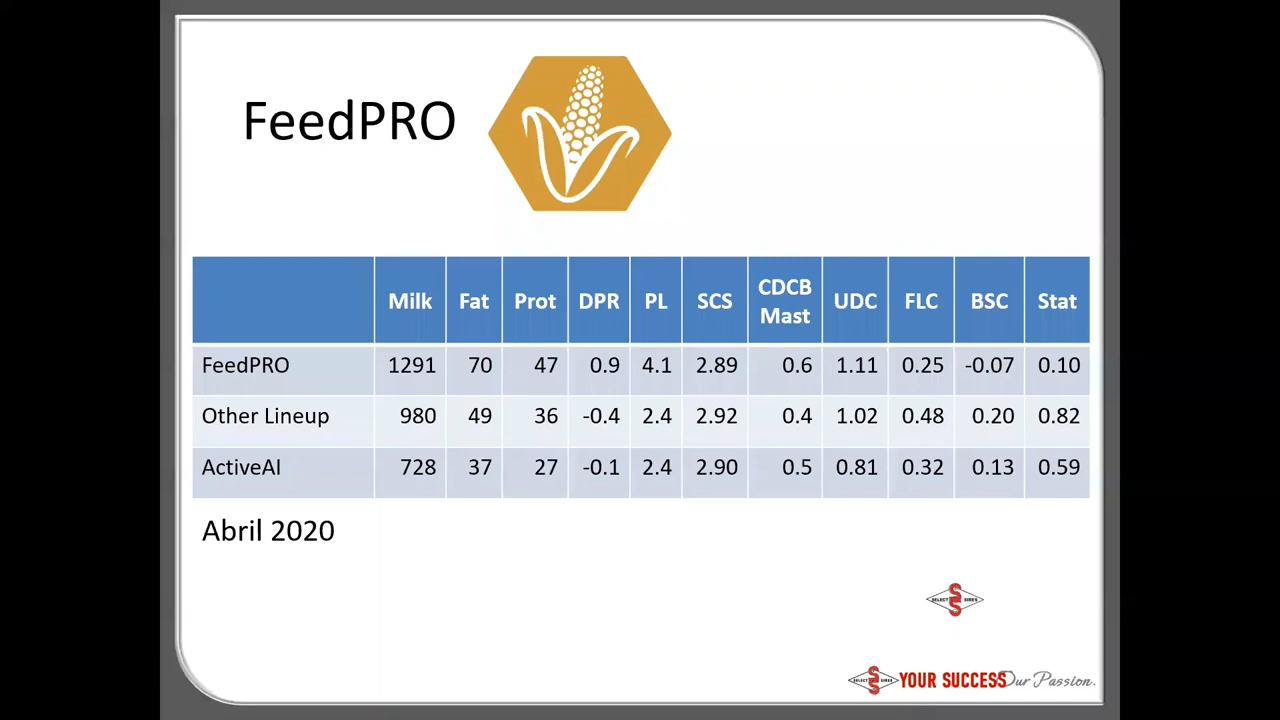 FeedPRO
Milk Fat Prot DPR PL SCS CDCB Mast UDC FLC BSC Stat
FeedPRO 1291 70 47 0.9 4.1 2.89 0.6 1.11 0.25 -0.07 0.10
Other Lineup 980 49 36 -0.4 2.4 2.92 0.4 1.02 0.48 0.20 0.82
ActiveAI 728 37 27 -0.1 2.4 2.90 0.5 0.81 0.32 0.13 0.59
Abril 2020
SELECT SIRES
SELECT SIRES YOUR SUCCESS Our Passion.